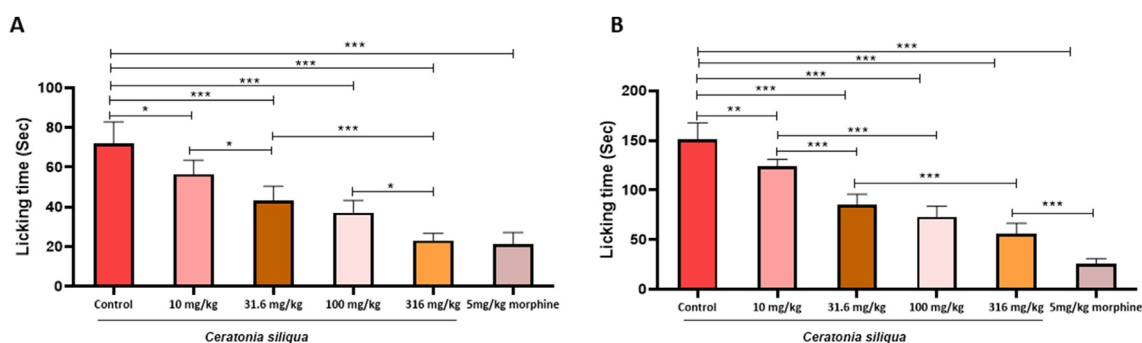 A
Licking time (Sec)
100
80
60
40
20
0
***
***
***
***
*
***
*
*
Control
10 mg/kg
31.6 mg/kg
100 mg/kg
316 mg/kg
5mg/kg morphine
Ceratonia siliqua
B
Licking time (Sec)
200
150
100
50
0
***
***
***
***
**
***
***
***
***
Control
10 mg/kg
31.6 mg/kg
100 mg/kg
316 mg/kg
5mg/kg morphine
Ceratonia siliqua